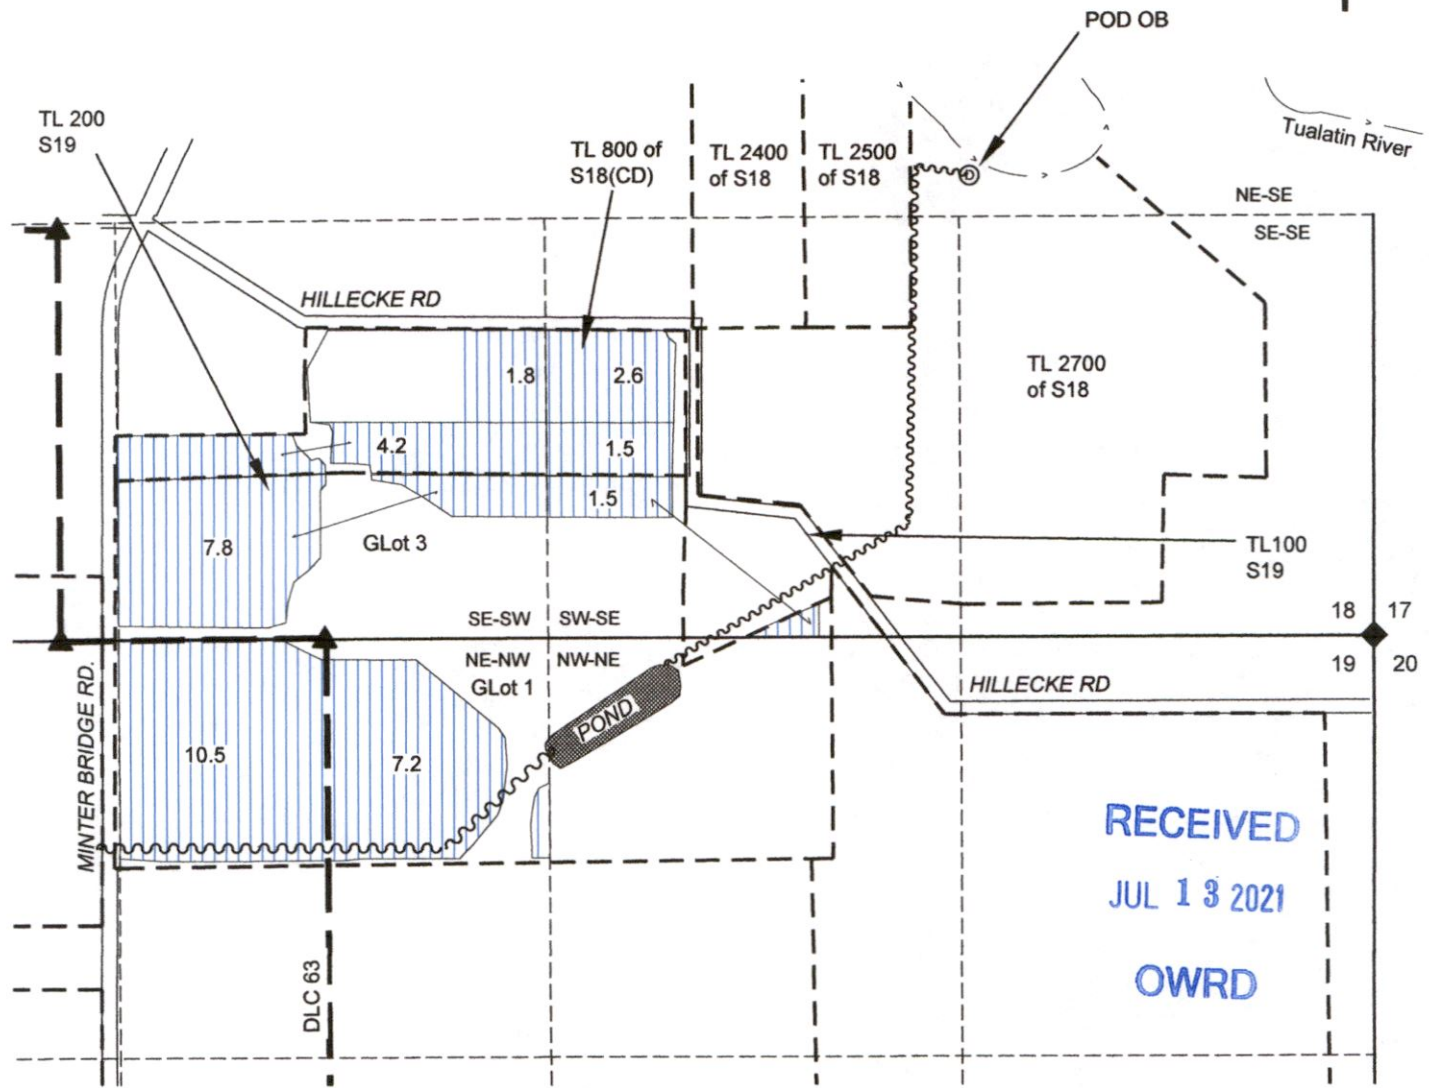 POD OB
Tualatin River
TL 200
S19
TL 800 of
S18(CD)
TL 2400
of S18
TL 2500
of S18
NE-SE
SE-SE
HILLECKE RD
TL 2700
of S18
1.8
2.6
4.2
1.5
1.5
7.8
GLot 3
TL100
S19
SE-SW
SW-SE
18
17
NE-NW
NW-NE
19
20
GLot 1
HILLECKE RD
MINTER BRIDGE RD.
POND
10.5
7.2
RECEIVED
JUL 13 2021
OWRD
DLC 63